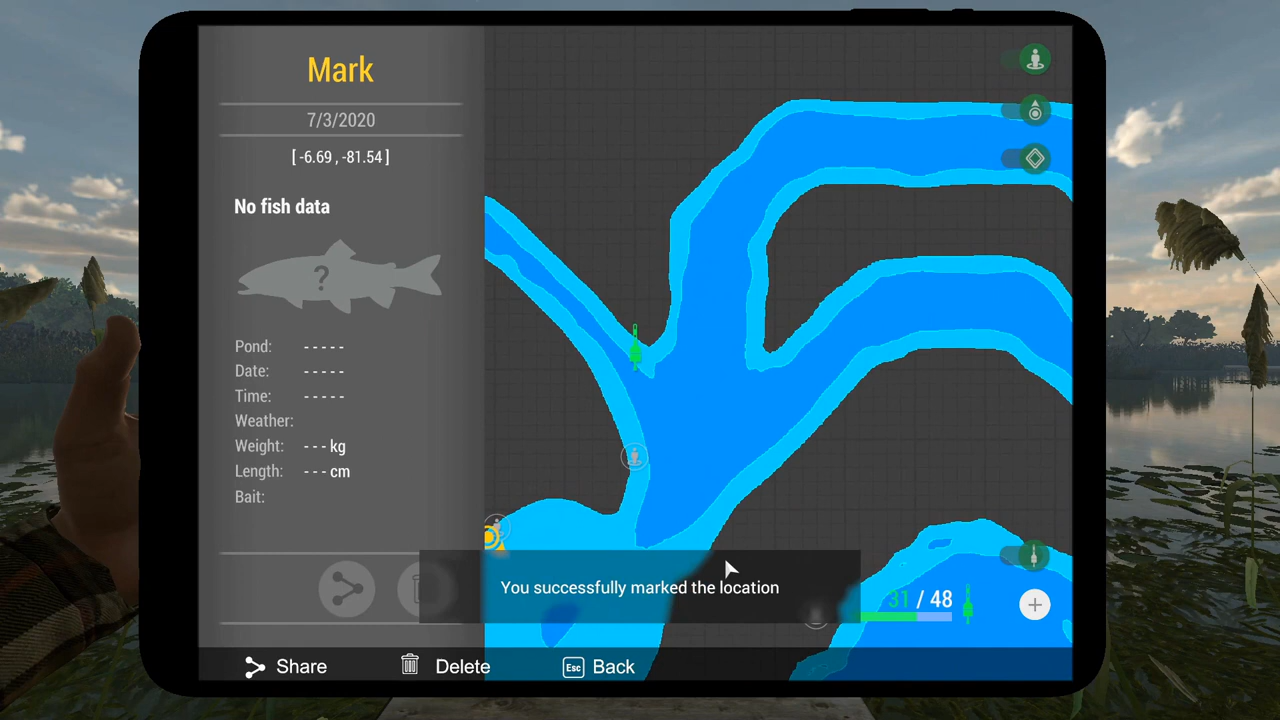 Mark
7/3/2020
[ -6.69 , -81.54 ]
No fish data
?
Pond: - - - - -
Date: - - - - -
Time: - - - - -
Weather:
Weight: - - - kg
Length: - - - cm
Bait:
You successfully marked the location
31 / 48
Share
Delete
Esc Back